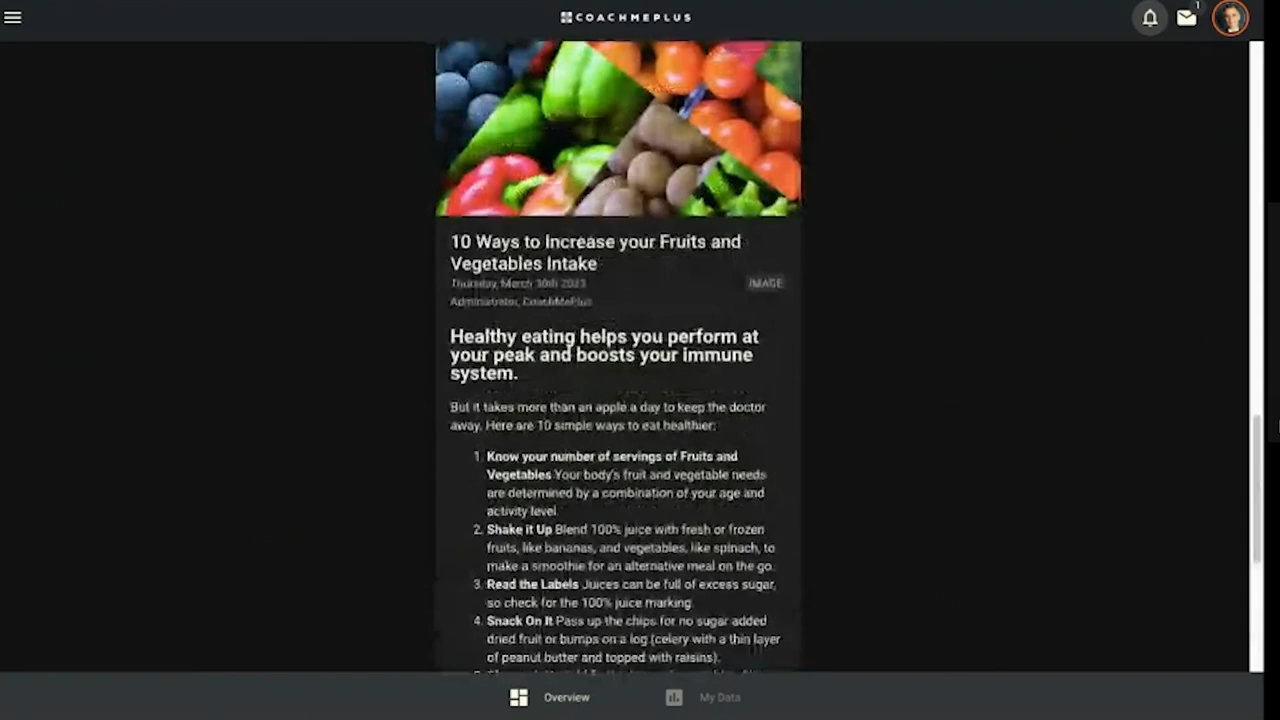 COACHMEPLUS
1
10 Ways to Increase your Fruits and
Vegetables Intake
Thursday, March 30th 2023
IMAGE
Administrator, CoachMePlus
Healthy eating helps you perform at
your peak and boosts your immune
system.
But it takes more than an apple a day to keep the doctor
away. Here are 10 simple ways to eat healthier:
1. Know your number of servings of Fruits and
Vegetables Your body's fruit and vegetable needs
are determined by a combination of your age and
activity level.
2. Shake it Up Blend 100% juice with fresh or frozen
fruits, like bananas, and vegetables, like spinach, to
make a smoothie for an alternative meal on the go.
3. Read the Labels Juices can be full of excess sugar,
so check for the 100% juice marking.
4. Snack On It Pass up the chips for no sugar added
dried fruit or bumps on a log (celery with a thin layer
of peanut butter and topped with raisins).
Overview
My Data